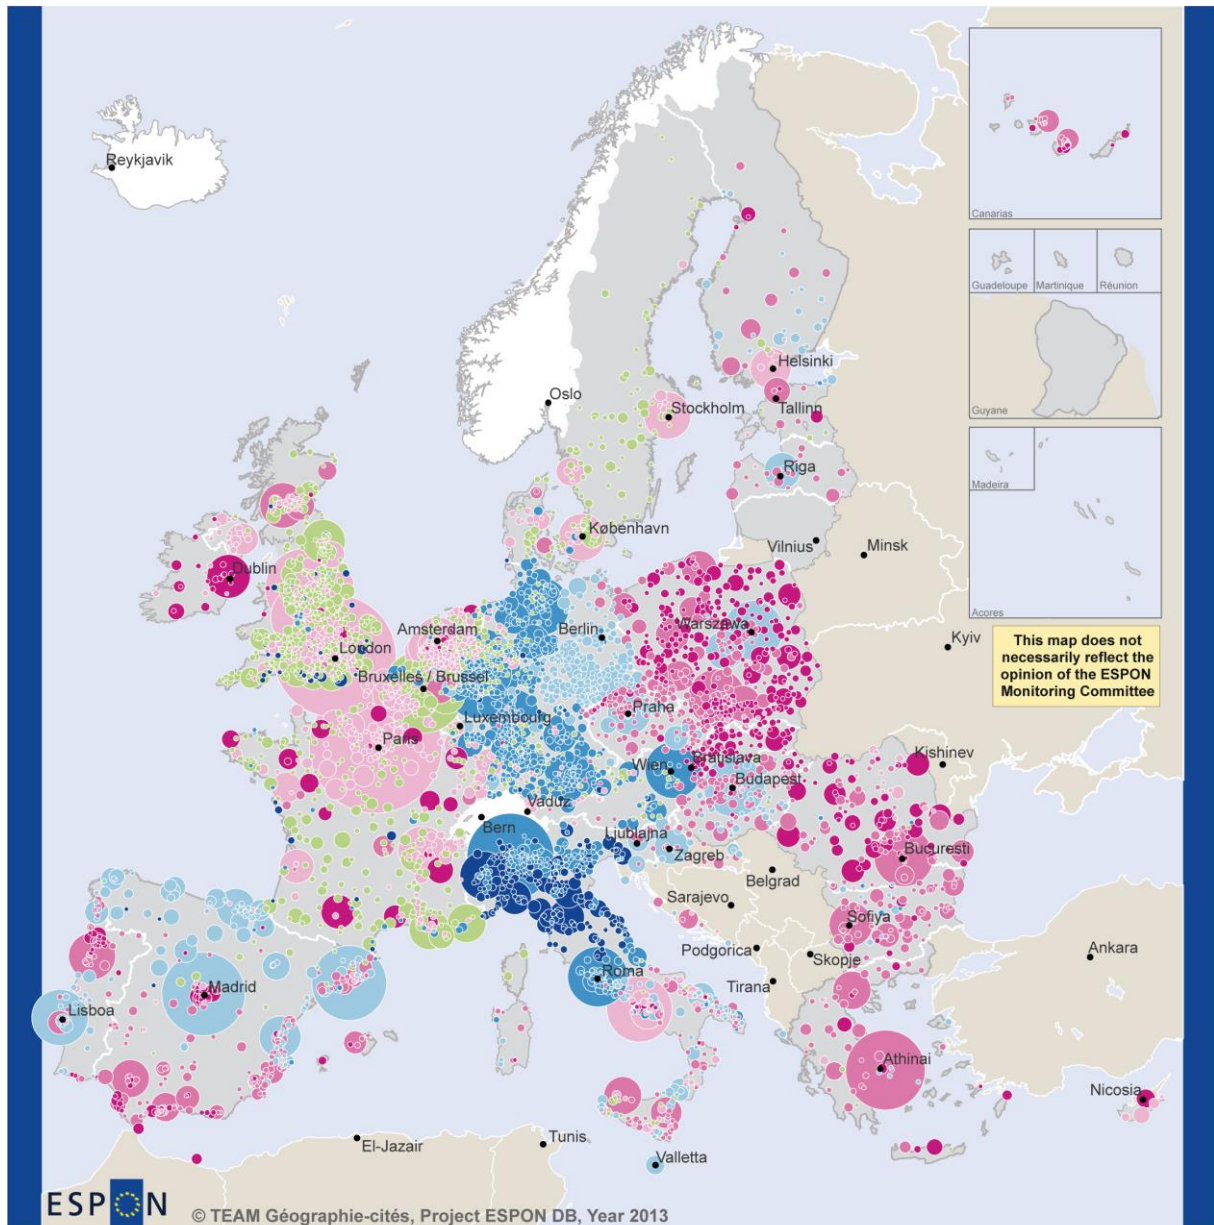 Reykjavik
Canarias
Guadeloupe
Martinique
Réunion
Guyane
Helsinki
Oslo
Tallinn
Stockholm
Madeira
Riga
København
Vilnius
Minsk
Dublin
Acores
Amsterdam
Berlin
Warszawa
Kyiv
This map does not
necessarily reflect the
opinion of the ESPON
Monitoring Committee
London
Bruxelles / Brussel
Praha
Luxembourg
Paris
Kishinev
Wien
Bratislava
Budapest
Vaduz
Bern
Ljubljana
Zagreb
Bucuresti
Belgrad
Sarajevo
Sofiya
Podgorica
Skopje
Ankara
Roma
Tirana
Madrid
Lisboa
Athinai
Nicosia
El-Jazair
Tunis
Valletta
ESPON
© TEAM Géographie-cités, Project ESPON DB, Year 2013